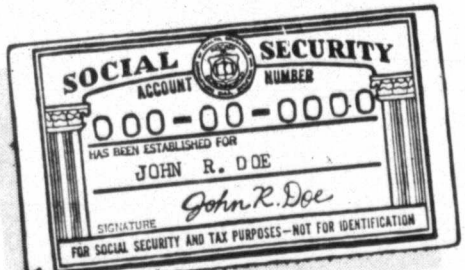 SOCIAL SECURITY
ACCOUNT NUMBER
000-00-0000
HAS BEEN ESTABLISHED FOR
JOHN R. DOE
John R. Doe
SIGNATURE
FOR SOCIAL SECURITY AND TAX PURPOSES—NOT FOR IDENTIFICATION